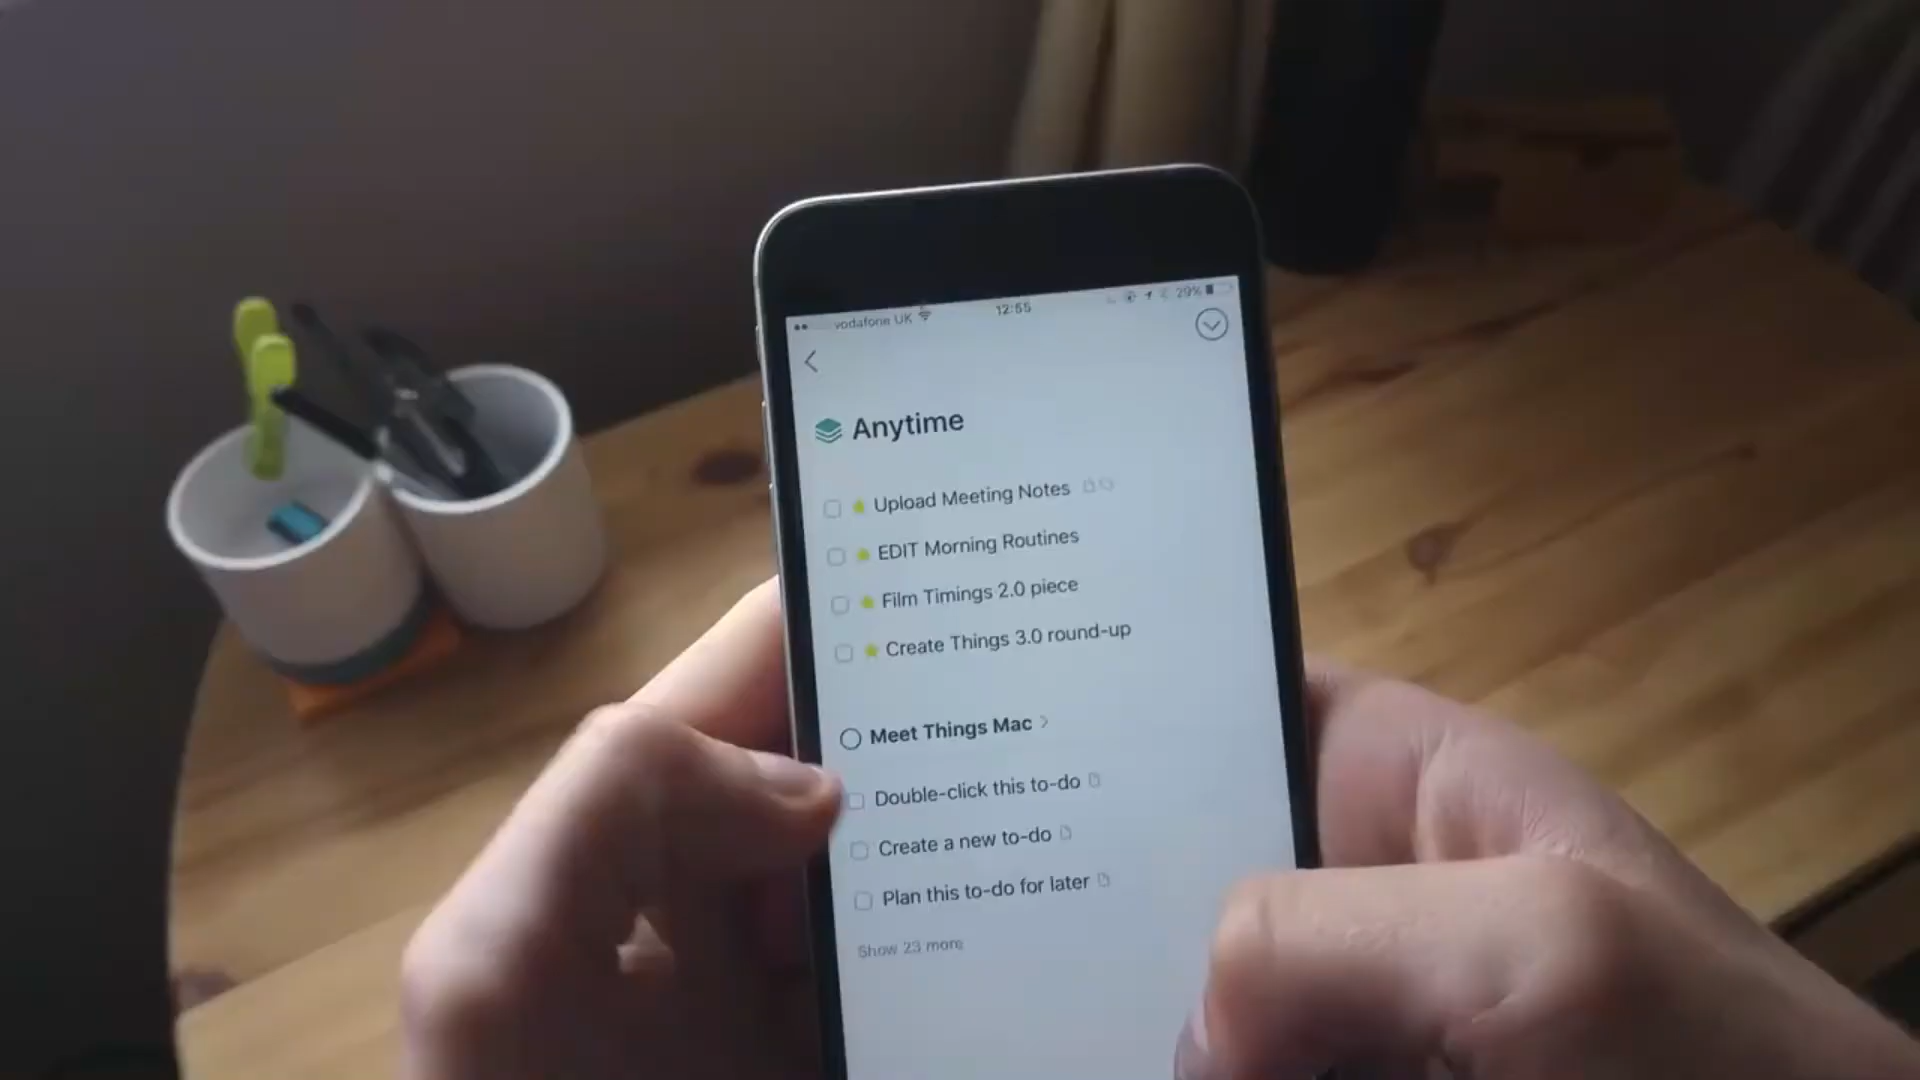 vodafone UK 12:55 29%
Anytime
Upload Meeting Notes
EDIT Morning Routines
Film Timings 2.0 piece
Create Things 3.0 round-up
Meet Things Mac
Double-click this to-do
Create a new to-do
Plan this to-do for later
Show 23 more